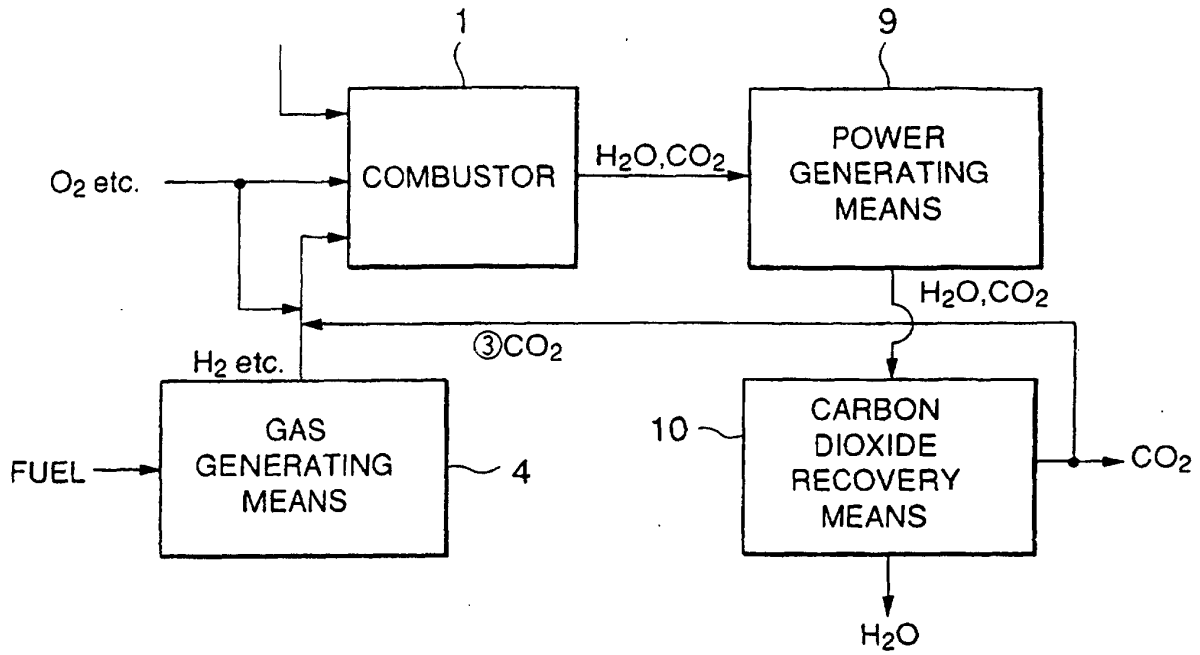 1
9
COMBUSTOR
POWER
GENERATING
MEANS
O₂ etc.
H₂O,CO₂
H₂O,CO₂
③CO₂
H₂ etc.
GAS
GENERATING
MEANS
FUEL
4
10
CARBON
DIOXIDE
RECOVERY
MEANS
CO₂
H₂O